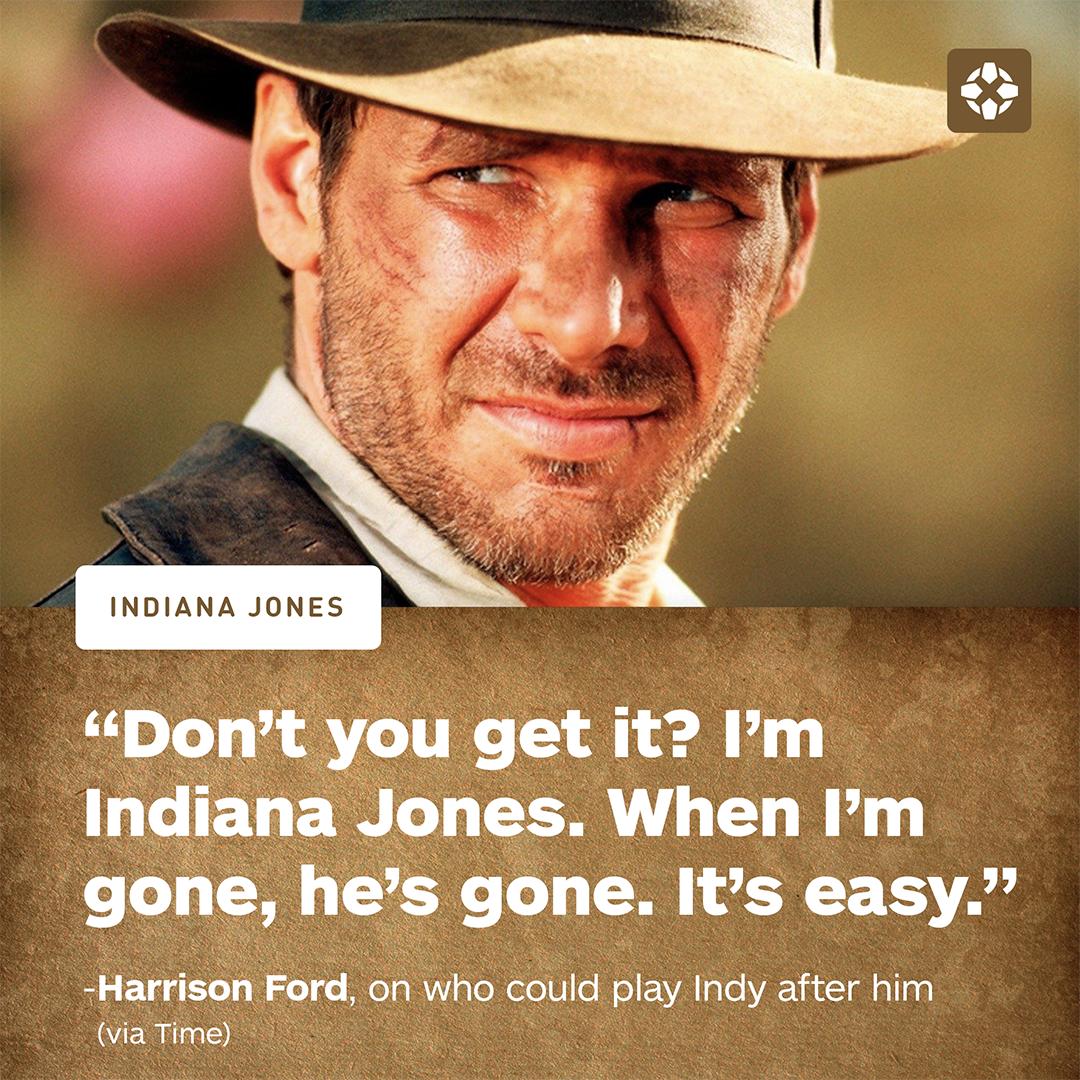 INDIANA JONES
“Don’t you get it? I’m
Indiana Jones. When I’m
gone, he’s gone. It’s easy.”
-Harrison Ford, on who could play Indy after him
(via Time)